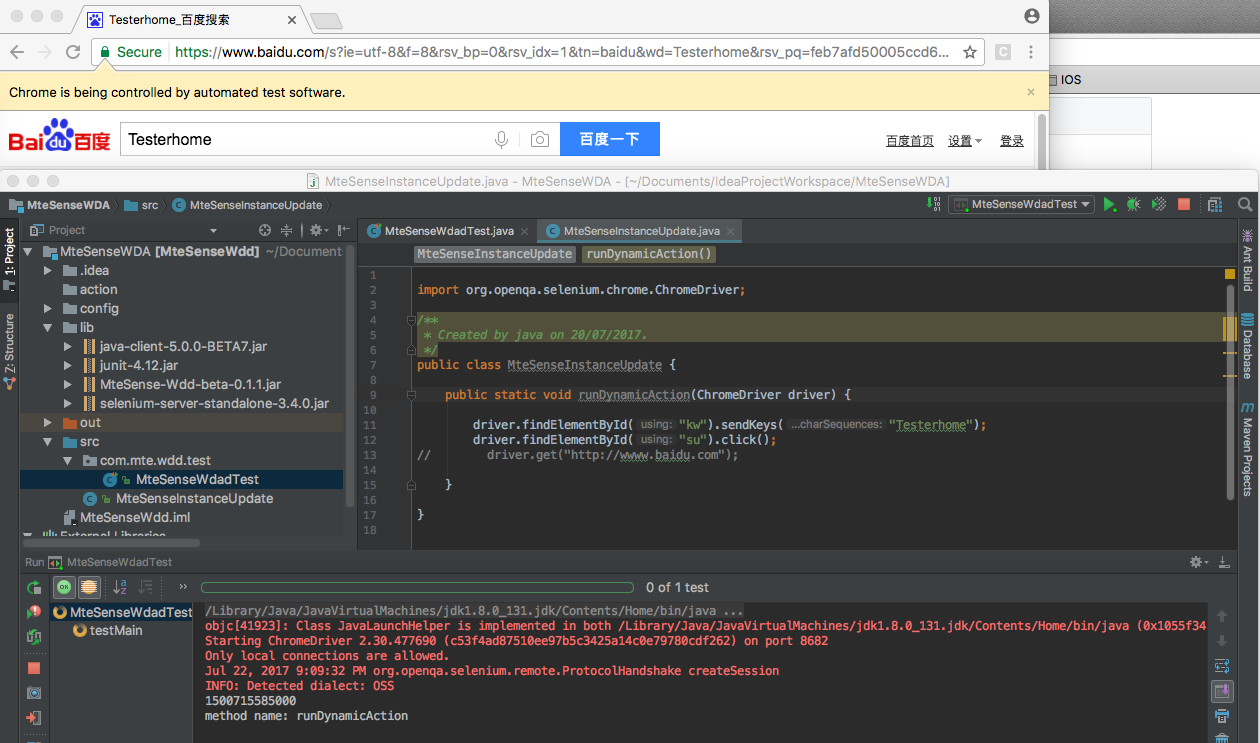 Testerhome_百度搜索
Secure https://www.baidu.com/s?ie=utf-8&f=8&rsv_bp=0&rsv_idx=1&tn=baidu&wd=Testerhome&rsv_pq=feb7afd50005ccd6...
C
IOS
Chrome is being controlled by automated test software.
Bai du 百度 Testerhome 百度一下 百度首页 设置 登录
MteSenseInstanceUpdate.java - MteSenseWDA - [~/Documents/IdeaProjectWorkspace/MteSenseWDA]
MteSenseWDA src MteSenseInstanceUpdate MteSenseWdadTest
Project MteSenseWdadTest.java MteSenseInstanceUpdate.java
1: Project
Z: Structure
MteSenseWDA [MteSenseWdd] ~/Document
.idea
action
config
lib
java-client-5.0.0-BETA7.jar
junit-4.12.jar
MteSense-Wdd-beta-0.1.1.jar
selenium-server-standalone-3.4.0.jar
out
src
com.mte.wdd.test
MteSenseWdadTest
MteSenseInstanceUpdate
MteSenseWdd.iml
External Libraries
MteSenseInstanceUpdate runDynamicAction()
1
2 import org.openqa.selenium.chrome.ChromeDriver;
3
4 /**
5 * Created by java on 20/07/2017.
6 */
7 public class MteSenseInstanceUpdate {
8
9 public static void runDynamicAction(ChromeDriver driver) {
10
11 driver.findElementById( using: "kw").sendKeys( ...charSequences: "Testerhome");
12 driver.findElementById( using: "su").click();
13 // driver.get("http://wwww.baidu.com");
14
15 }
16
17 }
18
Ant Build
Database
m Maven Projects
Run MteSenseWdadTest
OK 0 of 1 test
MteSenseWdadTest
testMain
/Library/Java/JavaVirtualMachines/jdk1.8.0_131.jdk/Contents/Home/bin/java ...
objc[41923]: Class JavaLaunchHelper is implemented in both /Library/Java/JavaVirtualMachines/jdk1.8.0_131.jdk/Contents/Home/bin/java (0x1055f34
Starting ChromeDriver 2.30.477690 (c53f4ad87510ee97b5c3425a14c0e79780cdf262) on port 8682
Only local connections are allowed.
Jul 22, 2017 9:09:32 PM org.openqa.selenium.remote.ProtocolHandshake createSession
INFO: Detected dialect: OSS
1500715585000
method name: runDynamicAction